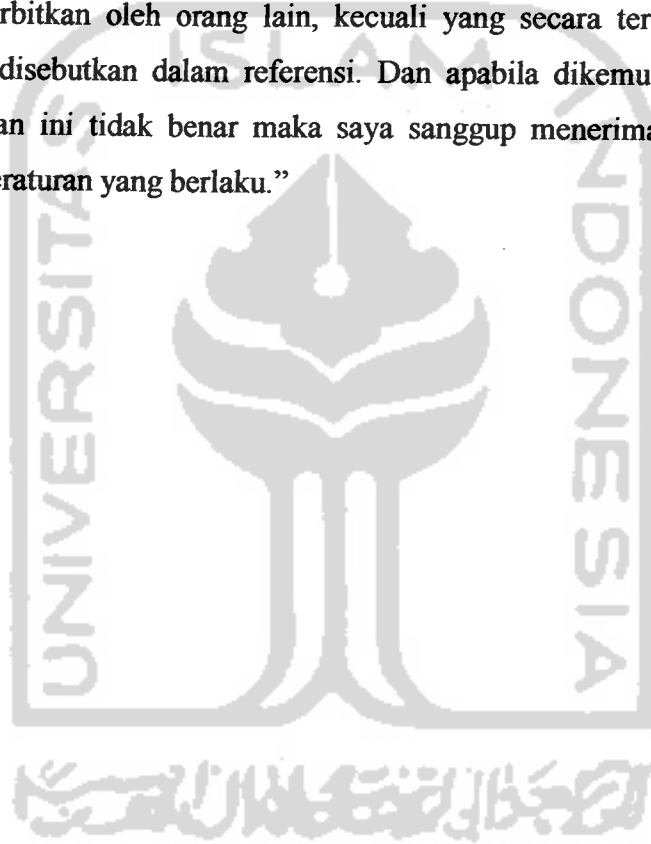 rbitkan oleh orang lain, kecuali yang secara ter
disebutkan dalam referensi. Dan apabila dikemu
an ini tidak benar maka saya sanggup menerima
eraturan yang berlaku.”
UNIVERSITAS
ISLAM
INDONESIA